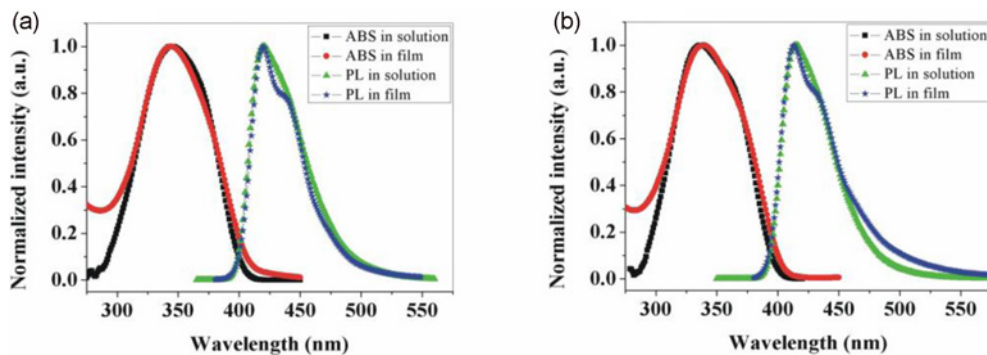 (a)
Normalized intensity (a.u.)
1.0
0.8
0.6
0.4
0.2
0.0
ABS in solution
ABS in film
PL in solution
PL in film
300 350 400 450 500 550
Wavelength (nm)
(b)
Normalized intensity (a.u.)
1.0
0.8
0.6
0.4
0.2
0.0
ABS in solution
ABS in film
PL in solution
PL in film
300 350 400 450 500 550
Wavelength (nm)